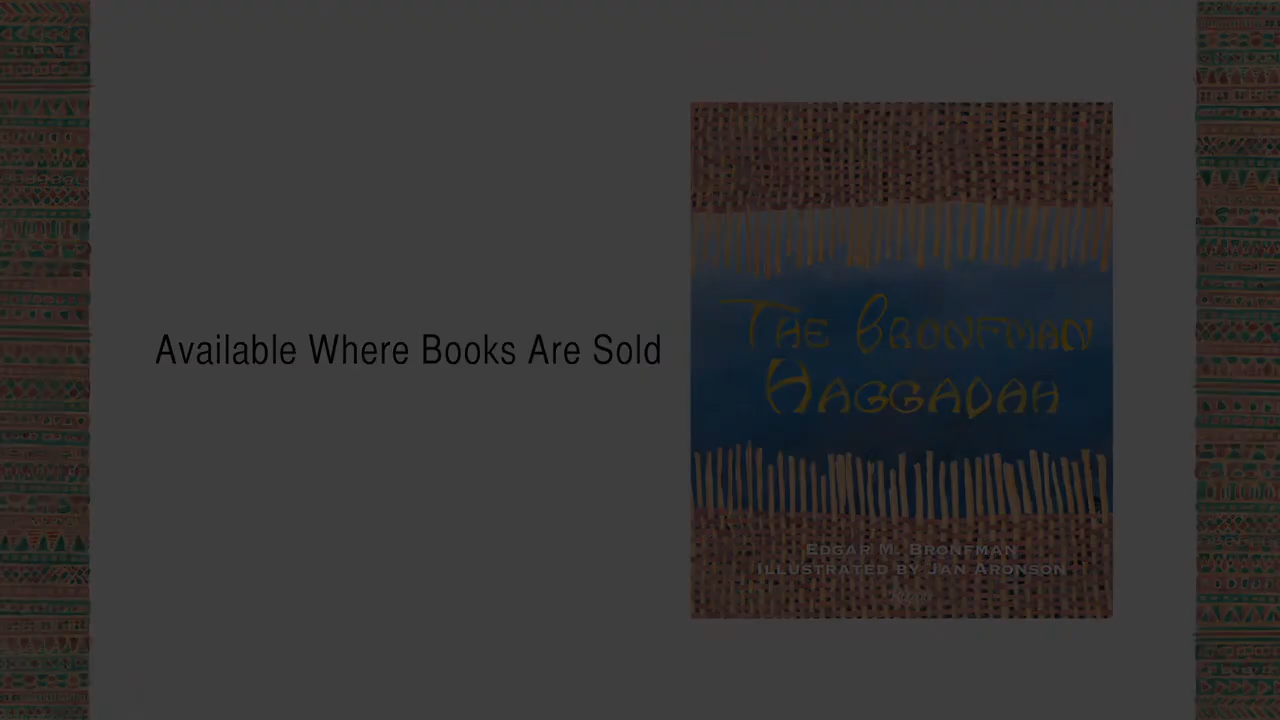 Available Where Books Are Sold
The Bronfman
Haggadah
Edgar M. Bronfman
Illustrated by Jan Aronson